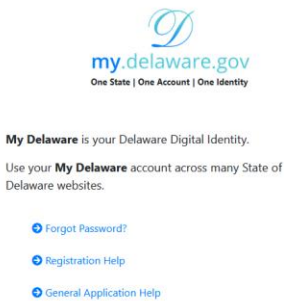 my.delaware.gov
One State | One Account | One Identity
My Delaware is your Delaware Digital Identity.
Use your My Delaware account across many State of
Delaware websites.
Forgot Password?
Registration Help
General Application Help